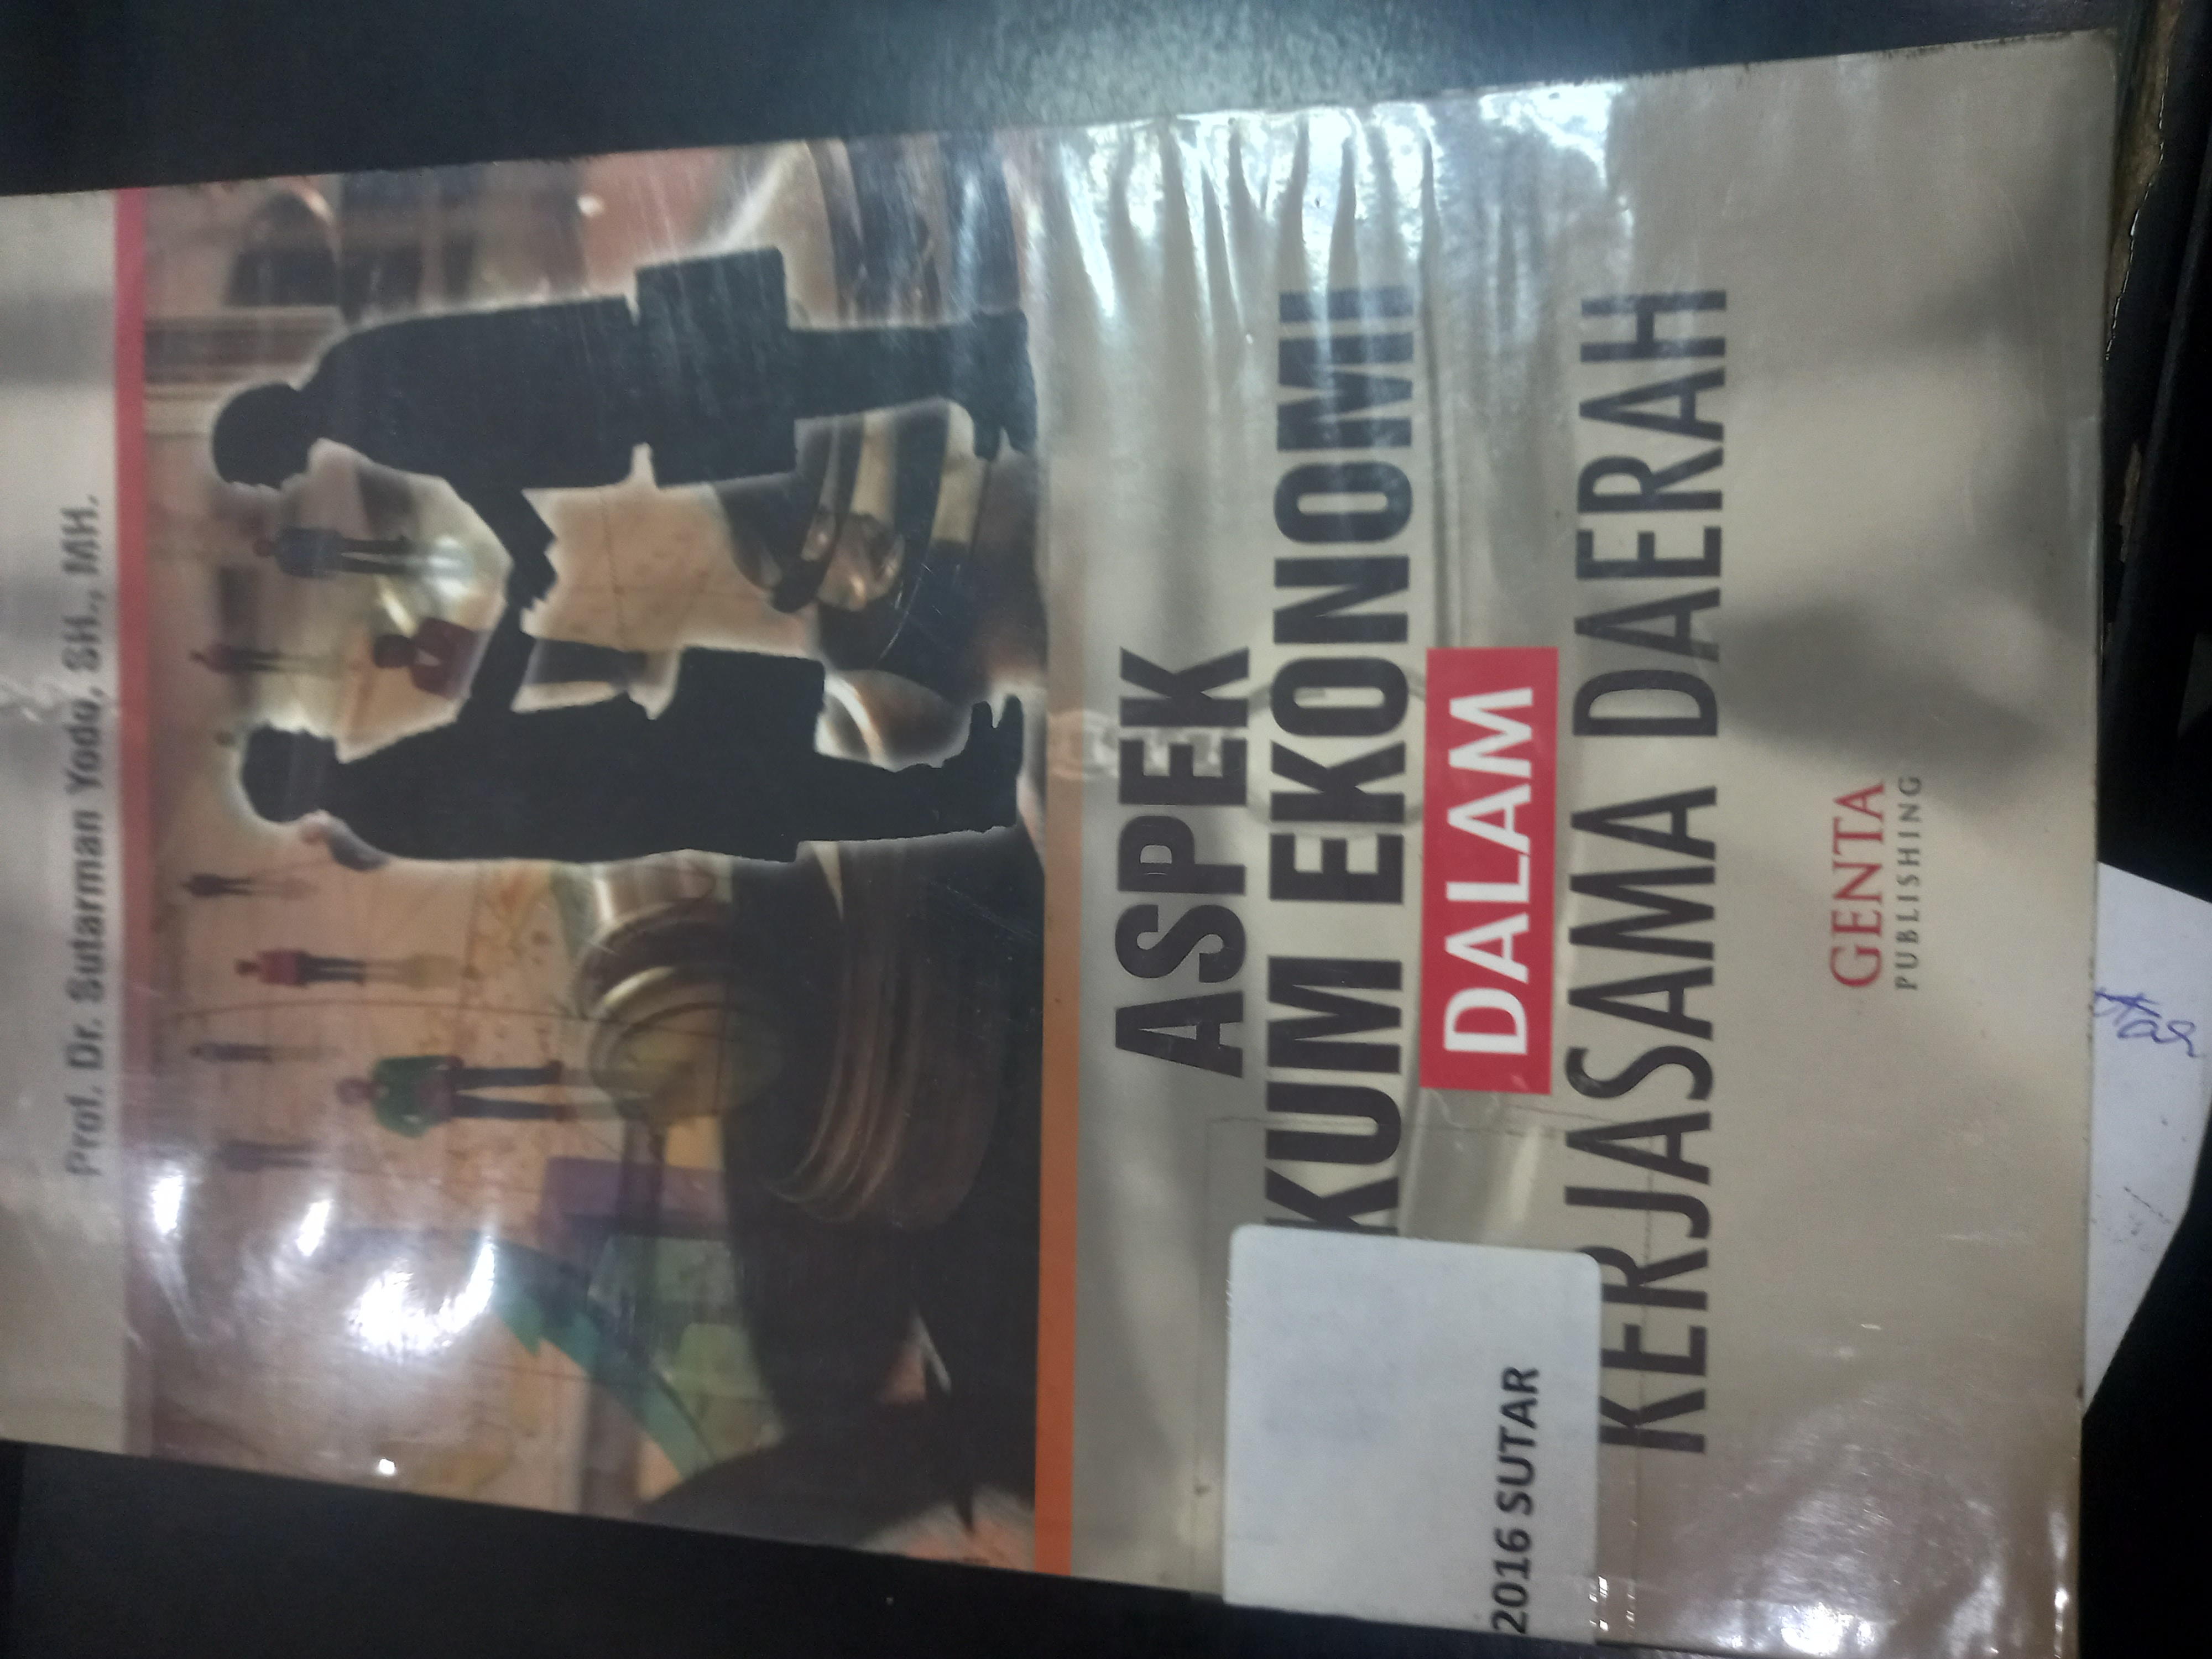 Prof. Dr. Sutarman Yodo, SH., MH.
ASPEK
KUM EKONOMI
DALAM
KERJASAMA DAERAH
2016 SUTAR
GENTA
PUBLISHING